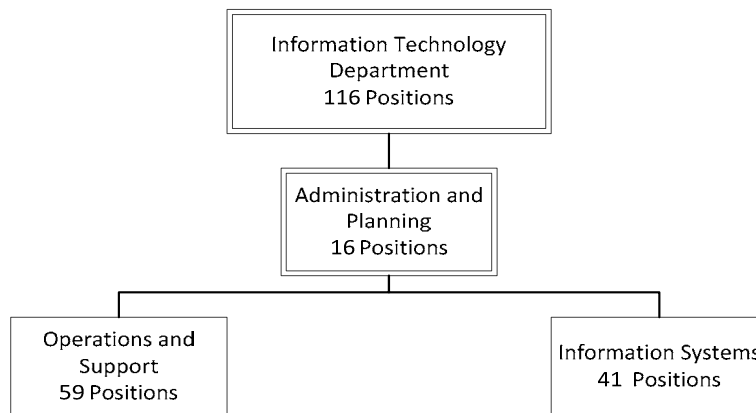 Information Technology
Department
116 Positions
Administration and
Planning
16 Positions
Operations and
Support
59 Positions
Information Systems
41 Positions